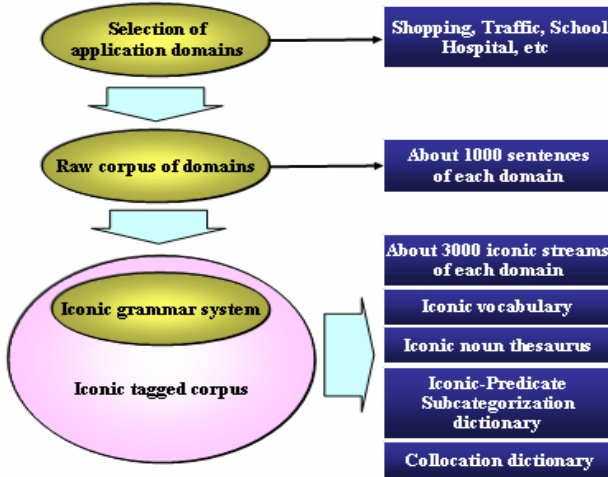 Selection of
application domains
Shopping, Traffic, School
Hospital, etc
Raw corpus of domains
About 1000 sentences
of each domain
Iconic grammar system
Iconic tagged corpus
About 3000 iconic streams
of each domain
Iconic vocabulary
Iconic noun thesaurus
Iconic-Predicate
Subcategorization
dictionary
Collocation dictionary